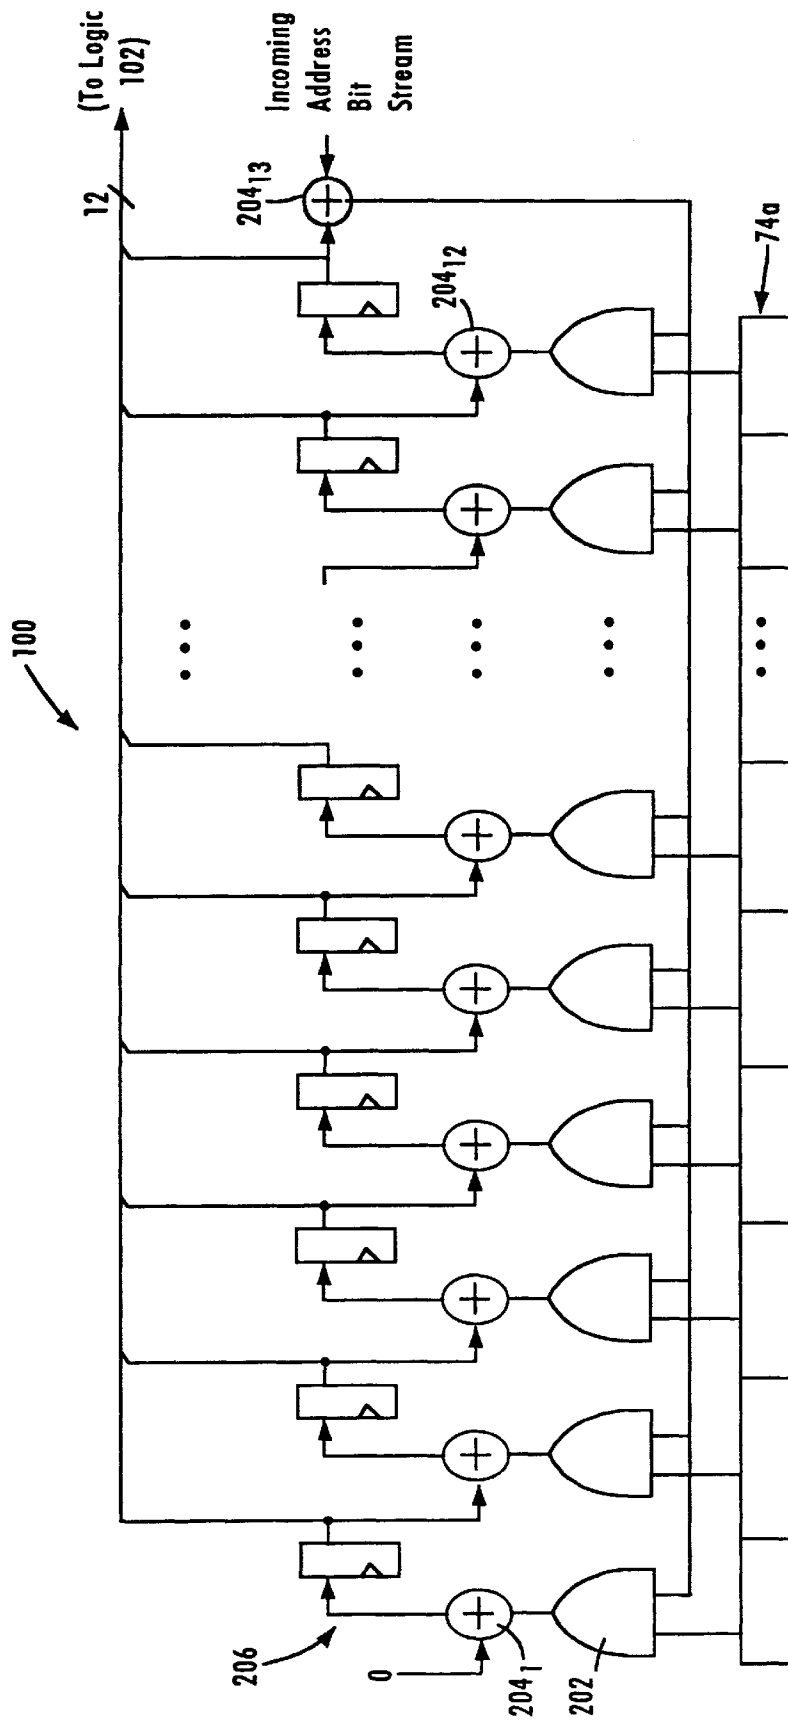 100
(To Logic
102)
12
Incoming
Address
Bit
Stream
204₁₃
204₁₂
74a
206
0
204₁
202